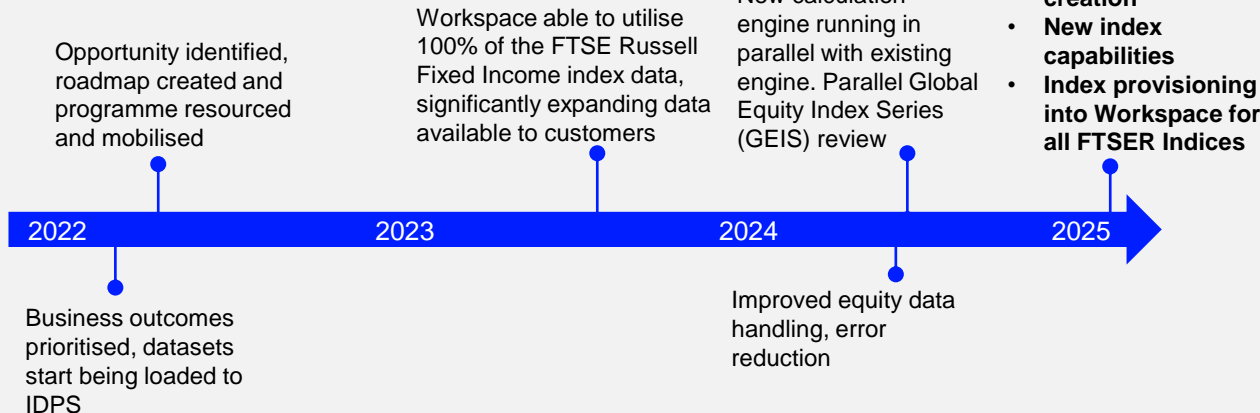 Workspace able to utilise
100% of the FTSE Russell
Fixed Income index data,
significantly expanding data
available to customers
Opportunity identified,
roadmap created and
programme resourced
and mobilised
New calculation
engine running in
parallel with existing
engine. Parallel Global
Equity Index Series
(GEIS) review
creation
• New index
capabilities
• Index provisioning
into Workspace for
all FTSER Indices
2022
2023
2024
2025
Business outcomes
prioritised, datasets
start being loaded to
IDPS
Improved equity data
handling, error
reduction